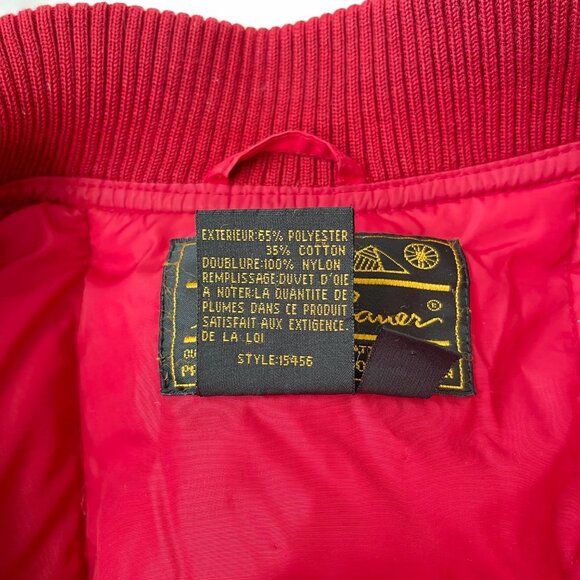 EXTERIEUR:65% POLYESTER
35% COTTON
DOUBLURE:100% NYLON
REMPLISSAGE:DUVET D'OIE
A NOTER:LA QUANTITE DE
PLUMES DANS CE PRODUIT
SATISFAIT AUX EXTIGENCE.
DE LA LOI
STYLE:15456
Bauer®